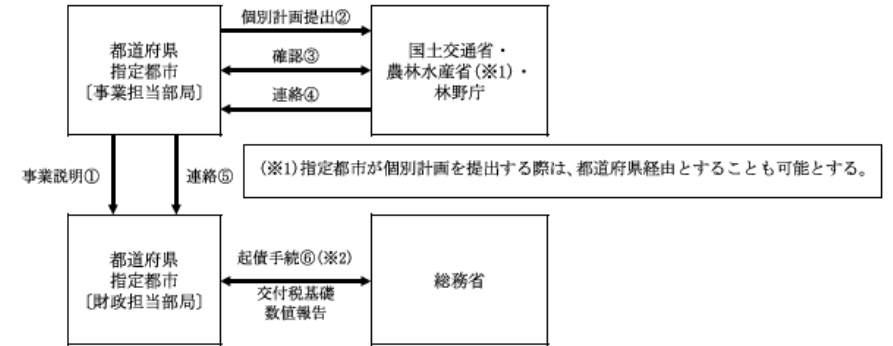 個別計画提出②
都道府県
指定都市
〔事業担当部局〕
確認③
連絡④
国土交通省・
農林水産省(※1)・
林野庁
事業説明①
連絡⑤
(※1)指定都市が個別計画を提出する際は、都道府県経由とすることも可能とする。
都道府県
指定都市
〔財政担当部局〕
起債手続⑥(※2)
交付税基礎
数値報告
総務省